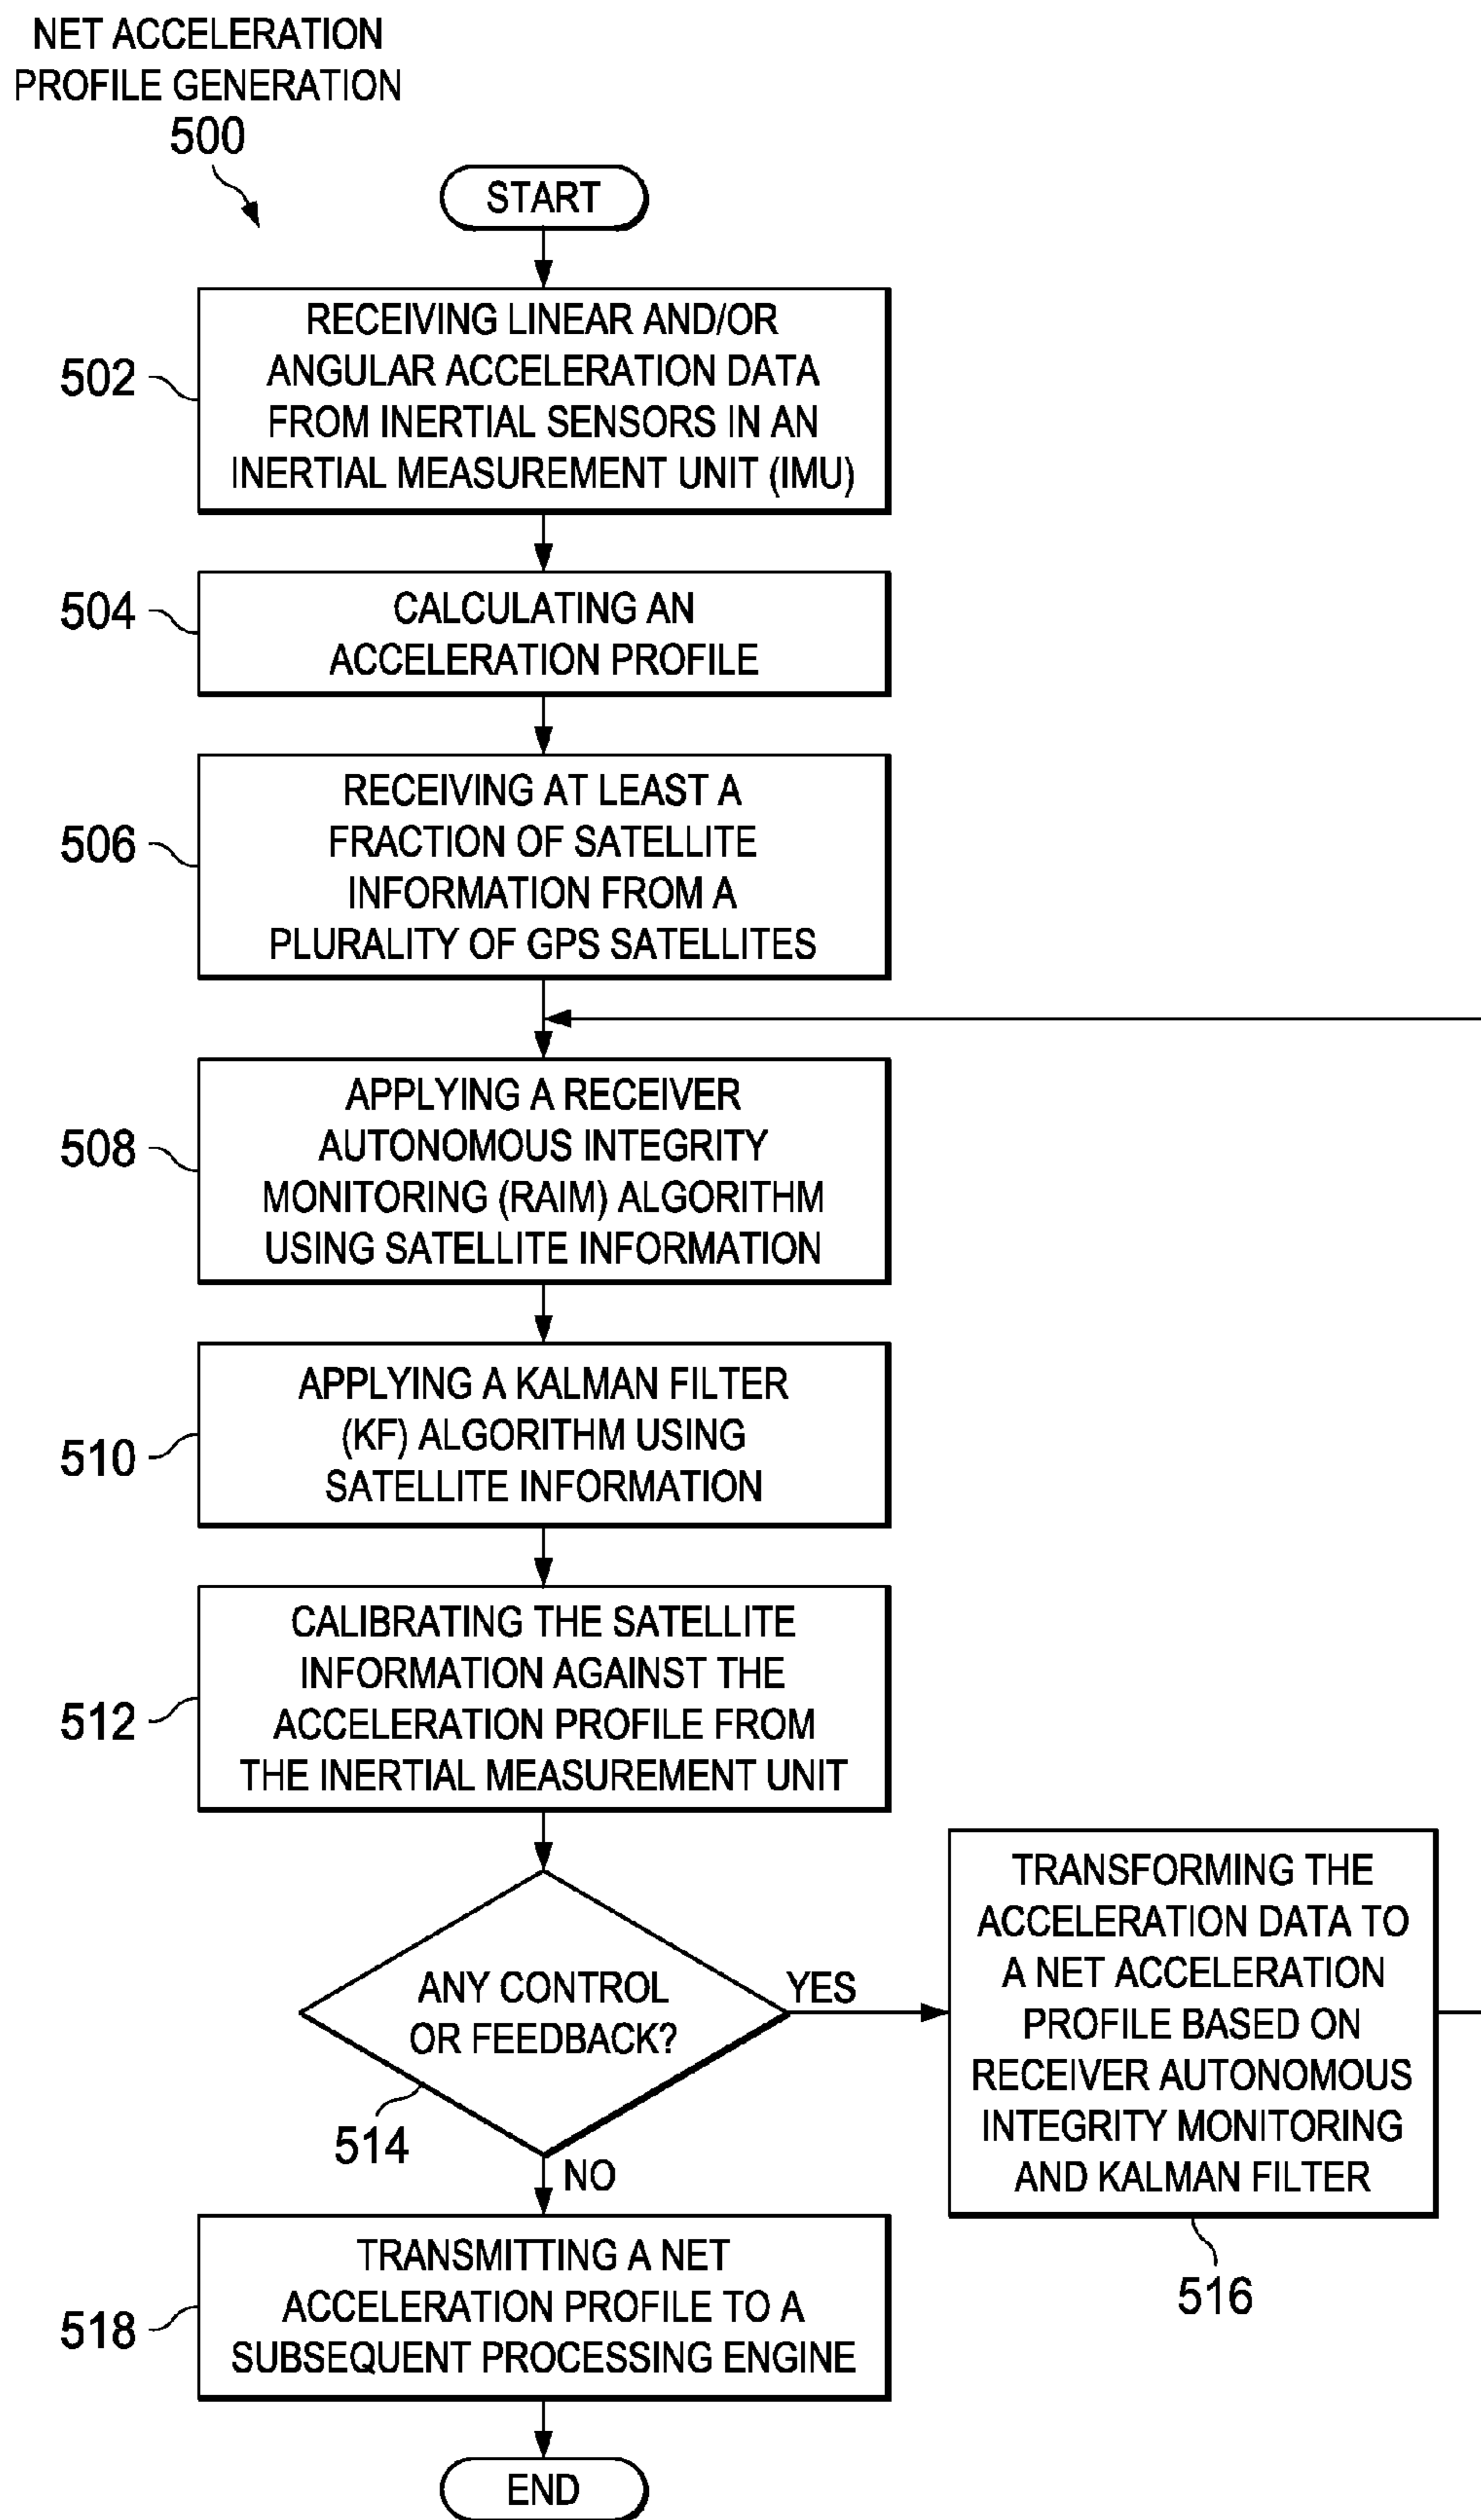 NET ACCELERATION
PROFILE GENERATION
500
START
502
RECEIVING LINEAR AND/OR
ANGULAR ACCELERATION DATA
FROM INERTIAL SENSORS IN AN
INERTIAL MEASUREMENT UNIT (IMU)
504
CALCULATING AN
ACCELERATION PROFILE
506
RECEIVING AT LEAST A
FRACTION OF SATELLITE
INFORMATION FROM A
PLURALITY OF GPS SATELLITES
508
APPLYING A RECEIVER
AUTONOMOUS INTEGRITY
MONITORING (RAIM) ALGORITHM
USING SATELLITE INFORMATION
510
APPLYING A KALMAN FILTER
(KF) ALGORITHM USING
SATELLITE INFORMATION
512
CALIBRATING THE SATELLITE
INFORMATION AGAINST THE
ACCELERATION PROFILE FROM
THE INERTIAL MEASUREMENT UNIT
ANY CONTROL
OR FEEDBACK?
514
YES
TRANSFORMING THE
ACCELERATION DATA TO
A NET ACCELERATION
PROFILE BASED ON
RECEIVER AUTONOMOUS
INTEGRITY MONITORING
AND KALMAN FILTER
516
NO
518
TRANSMITTING A NET
ACCELERATION PROFILE TO A
SUBSEQUENT PROCESSING ENGINE
END